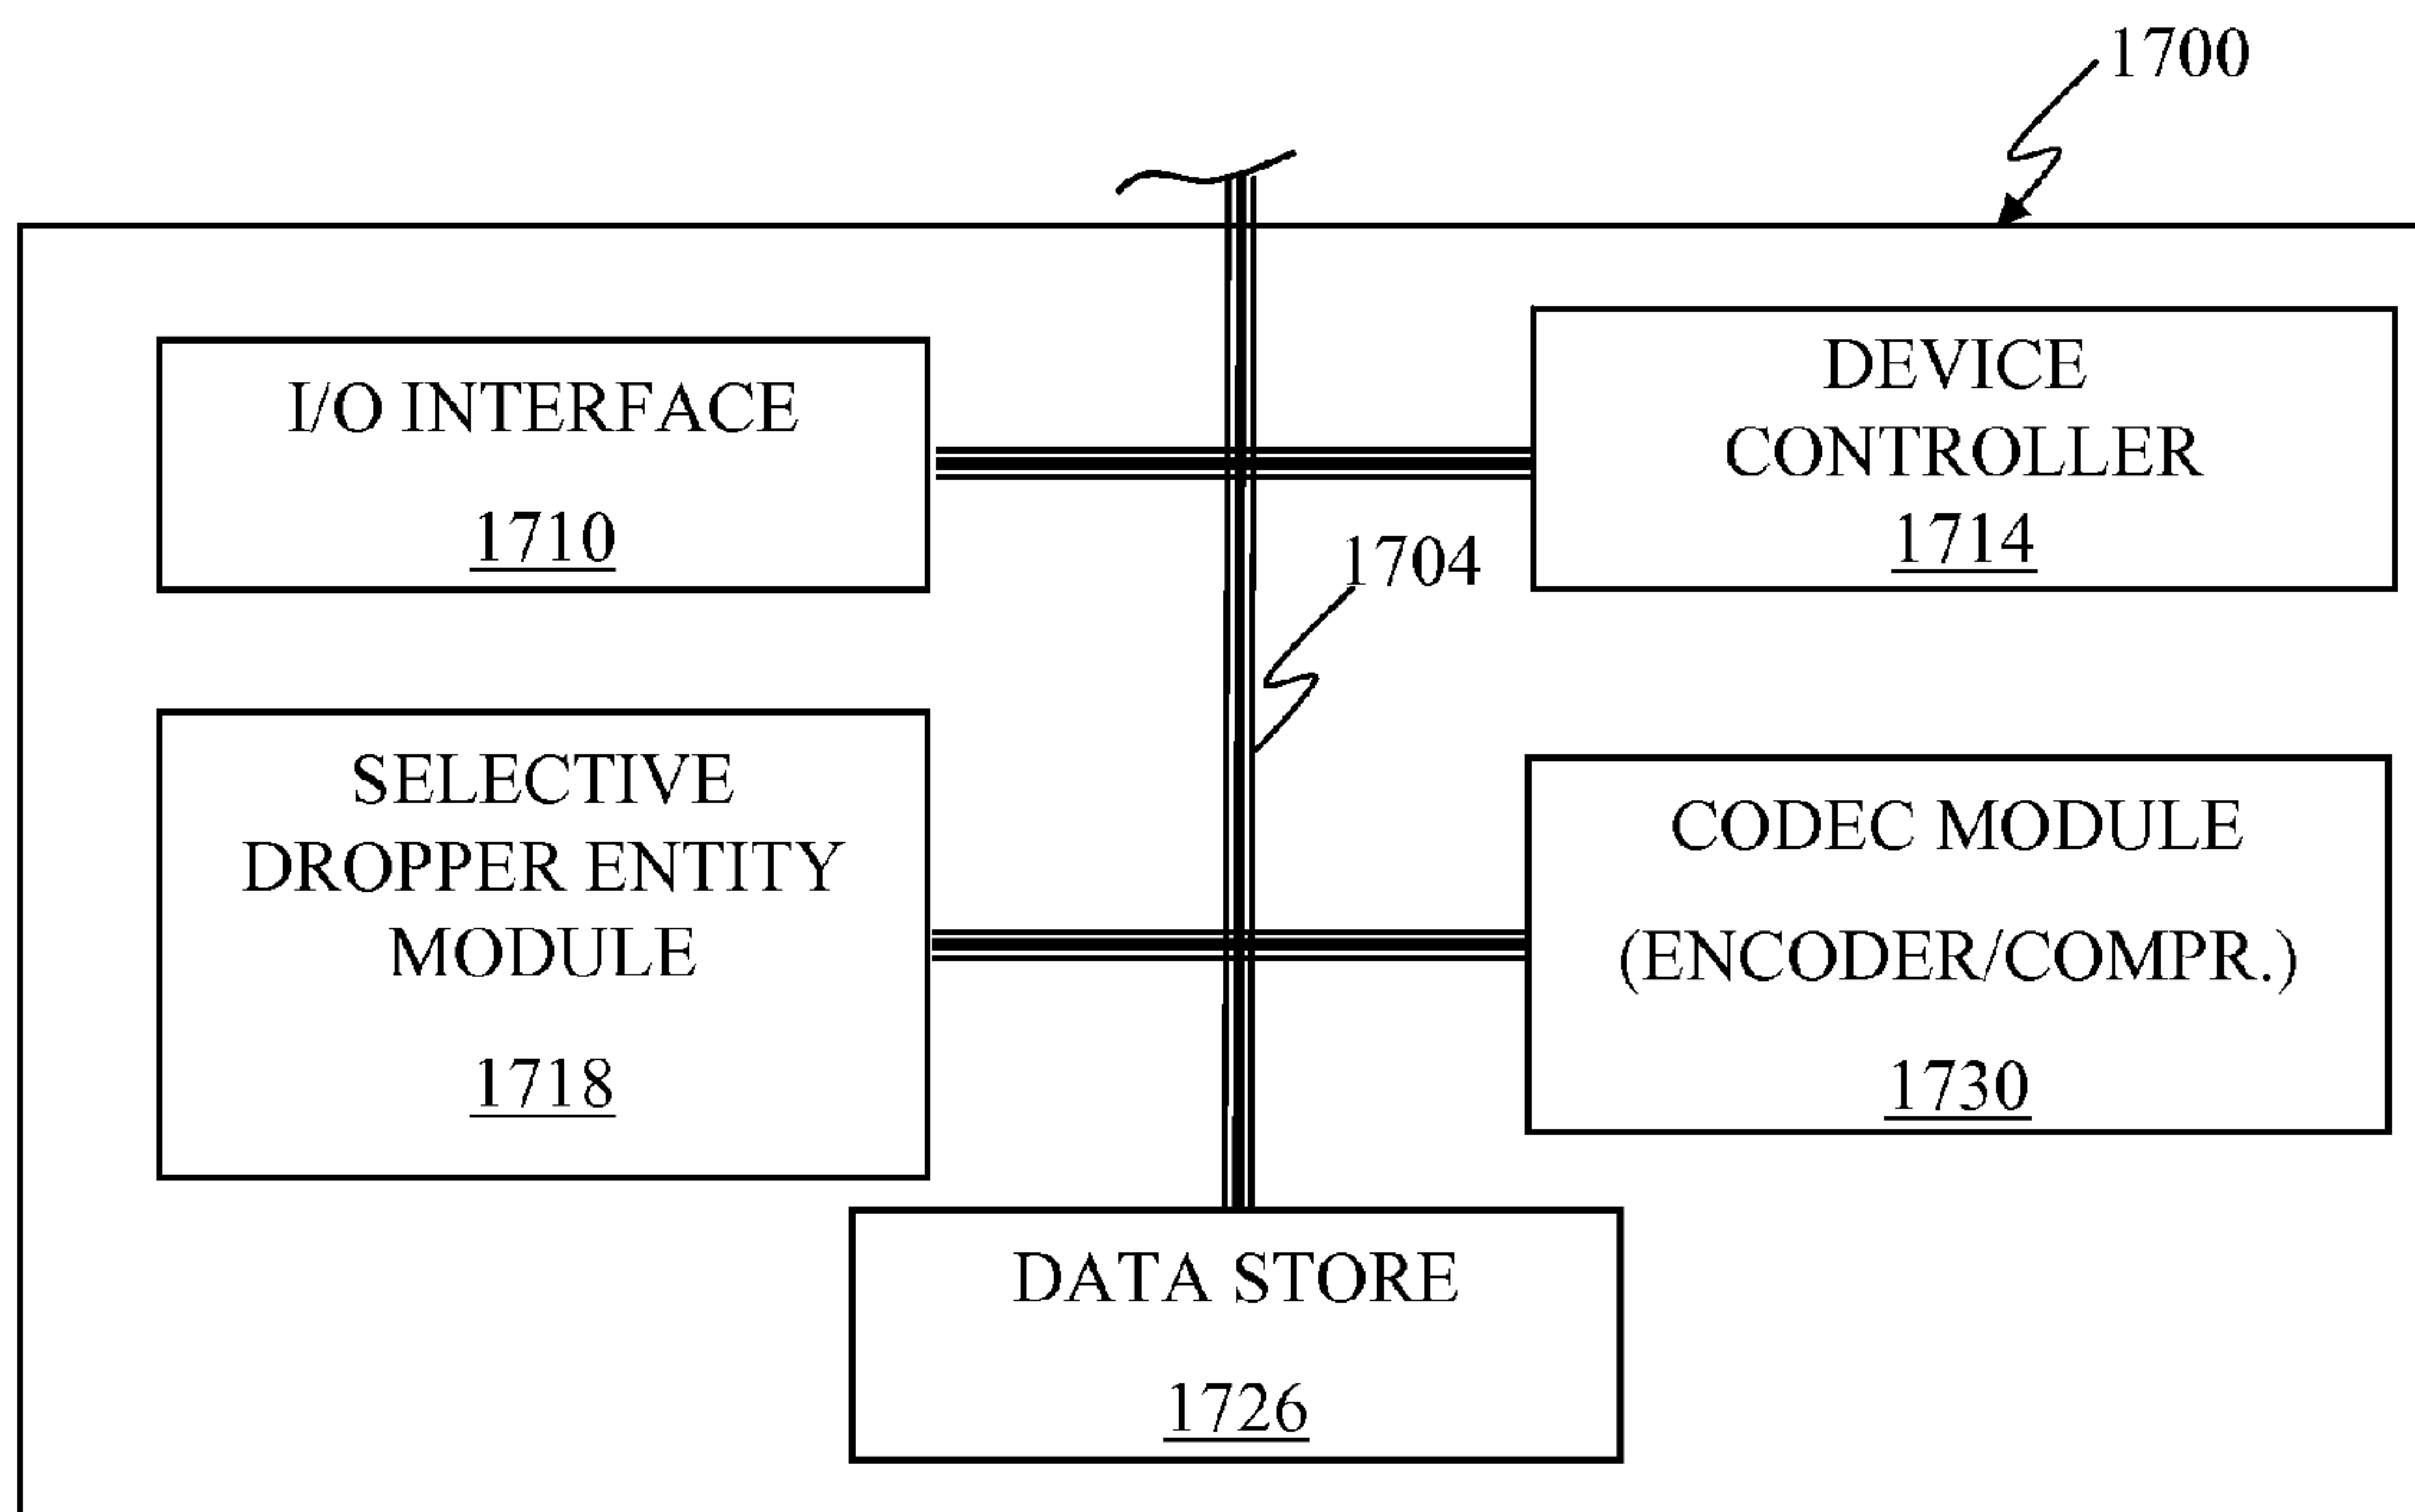 1700
I/O INTERFACE
1710
DEVICE
CONTROLLER
1714
1704
SELECTIVE
DROPPER ENTITY
MODULE
1718
CODEC MODULE
(ENCODER/COMPR.)
1730
DATA STORE
1726